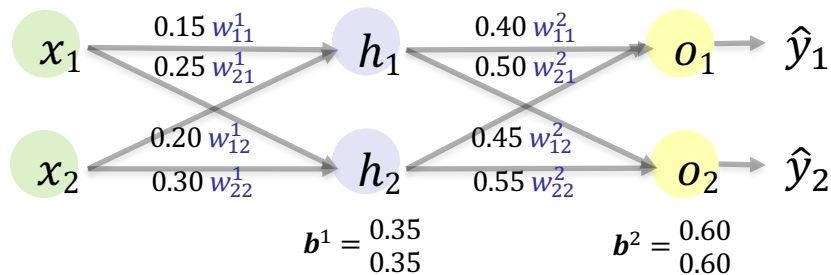 0.15 w¹₁₁ 0.40 w²₁₁
x₁ h₁ o₁ ŷ₁
0.25 w¹₂₁ 0.50 w²₂₁
0.20 w¹₁₂ 0.45 w²₁₂
x₂ h₂ o₂ ŷ₂
0.30 w¹₂₂ 0.55 w²₂₂
b¹ = 0.35 0.35 b² = 0.60 0.60